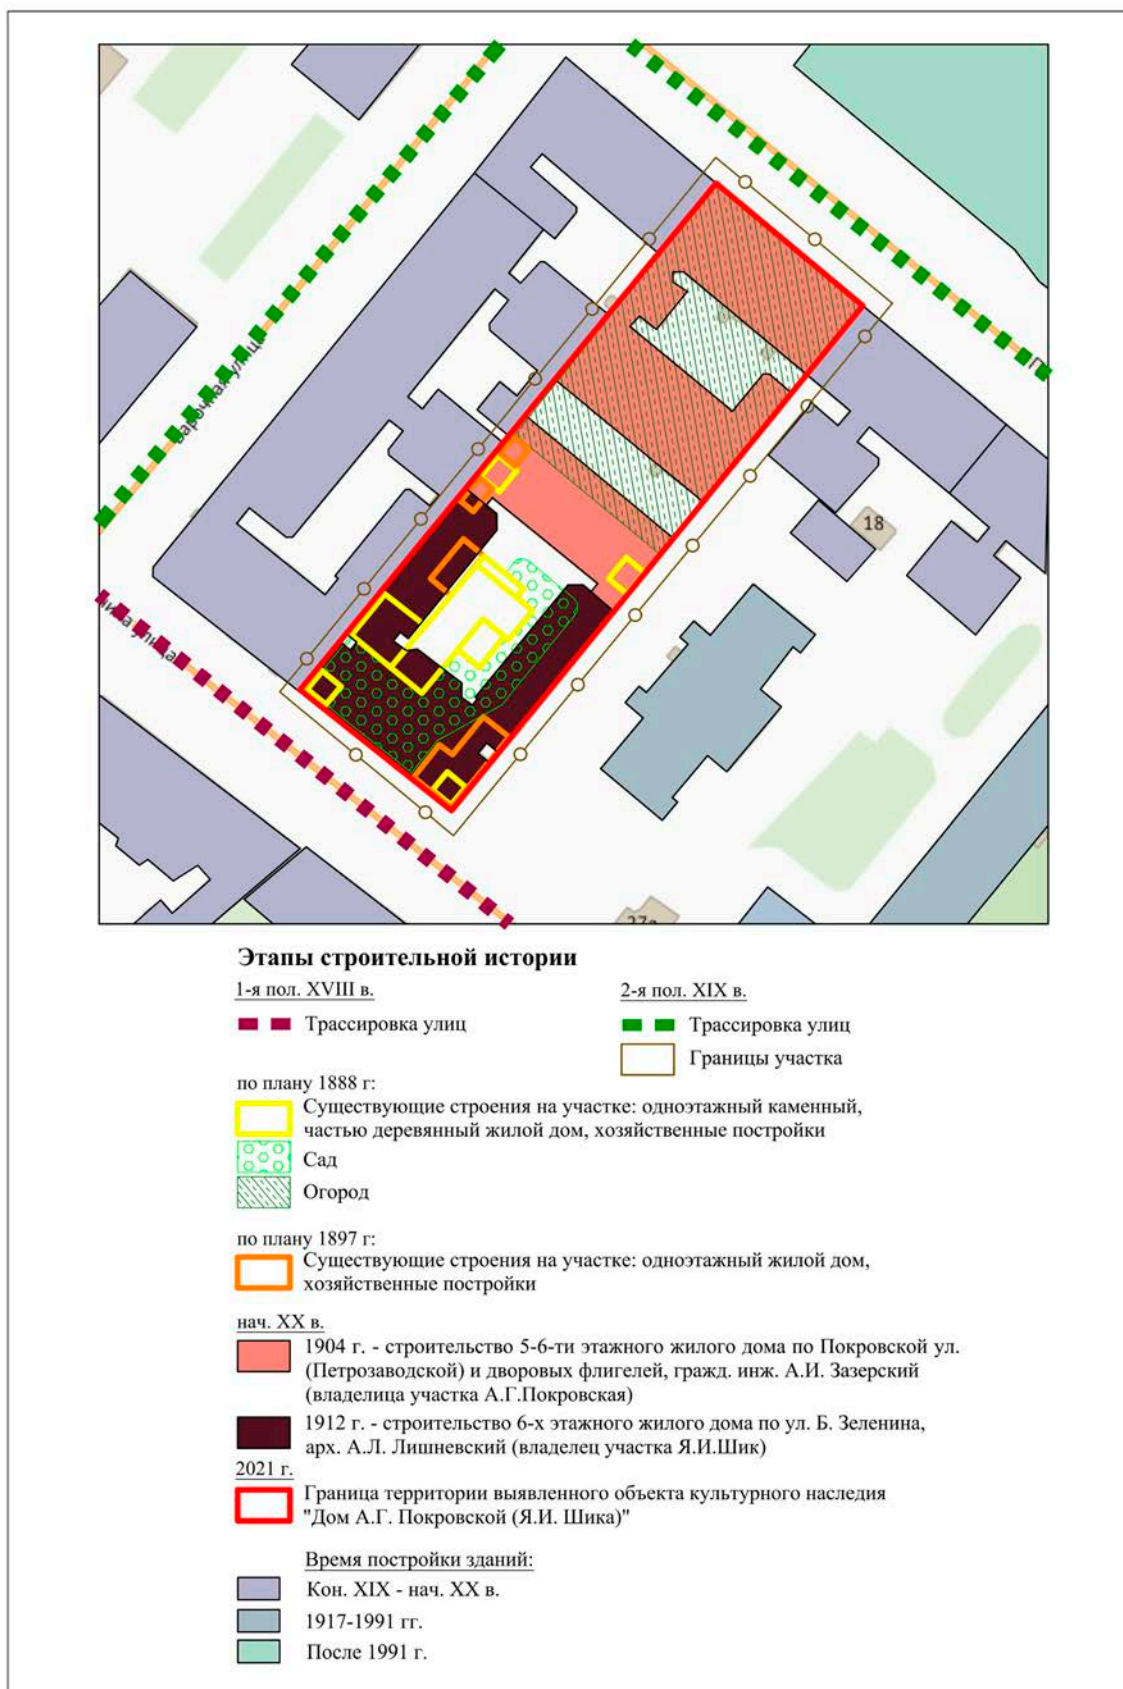 Барочная улица
улица
18
27а
Этапы строительной истории
1-я пол. XVIII в.
2-я пол. XIX в.
Трассировка улиц
Трассировка улиц
Границы участка
по плану 1888 г:
Существующие строения на участке: одноэтажный каменный,
частью деревянный жилой дом, хозяйственные постройки
Сад
Огород
по плану 1897 г:
Существующие строения на участке: одноэтажный жилой дом,
хозяйственные постройки
нач. XX в.
1904 г. - строительство 5-6-ти этажного жилого дома по Покровской ул.
(Петрозаводской) и дворовых флигелей, гражд. инж. А.И. Зазерский
(владелица участка А.Г.Покровская)
1912 г. - строительство 6-х этажного жилого дома по ул. Б. Зеленина,
арх. А.Л. Лишневский (владелец участка Я.И.Шик)
2021 г.
Граница территории выявленного объекта культурного наследия
"Дом А.Г. Покровской (Я.И. Шика)"
Время постройки зданий:
Кон. XIX - нач. XX в.
1917-1991 гг.
После 1991 г.